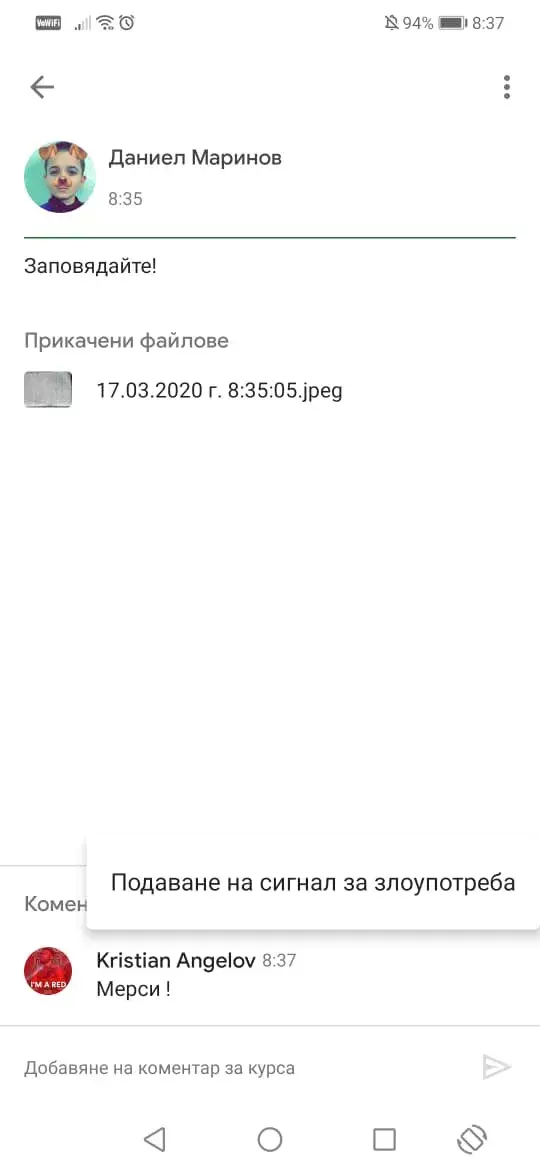 VoWiFi 94% 8:37
Даниел Маринов
8:35
Заповядайте!
Прикачени файлове
17.03.2020 г. 8:35:05.jpeg
Подаване на сигнал за злоупотреба
Комен
Kristian Angelov 8:37
I'M A RED
Мерси !
Добавяне на коментар за курса